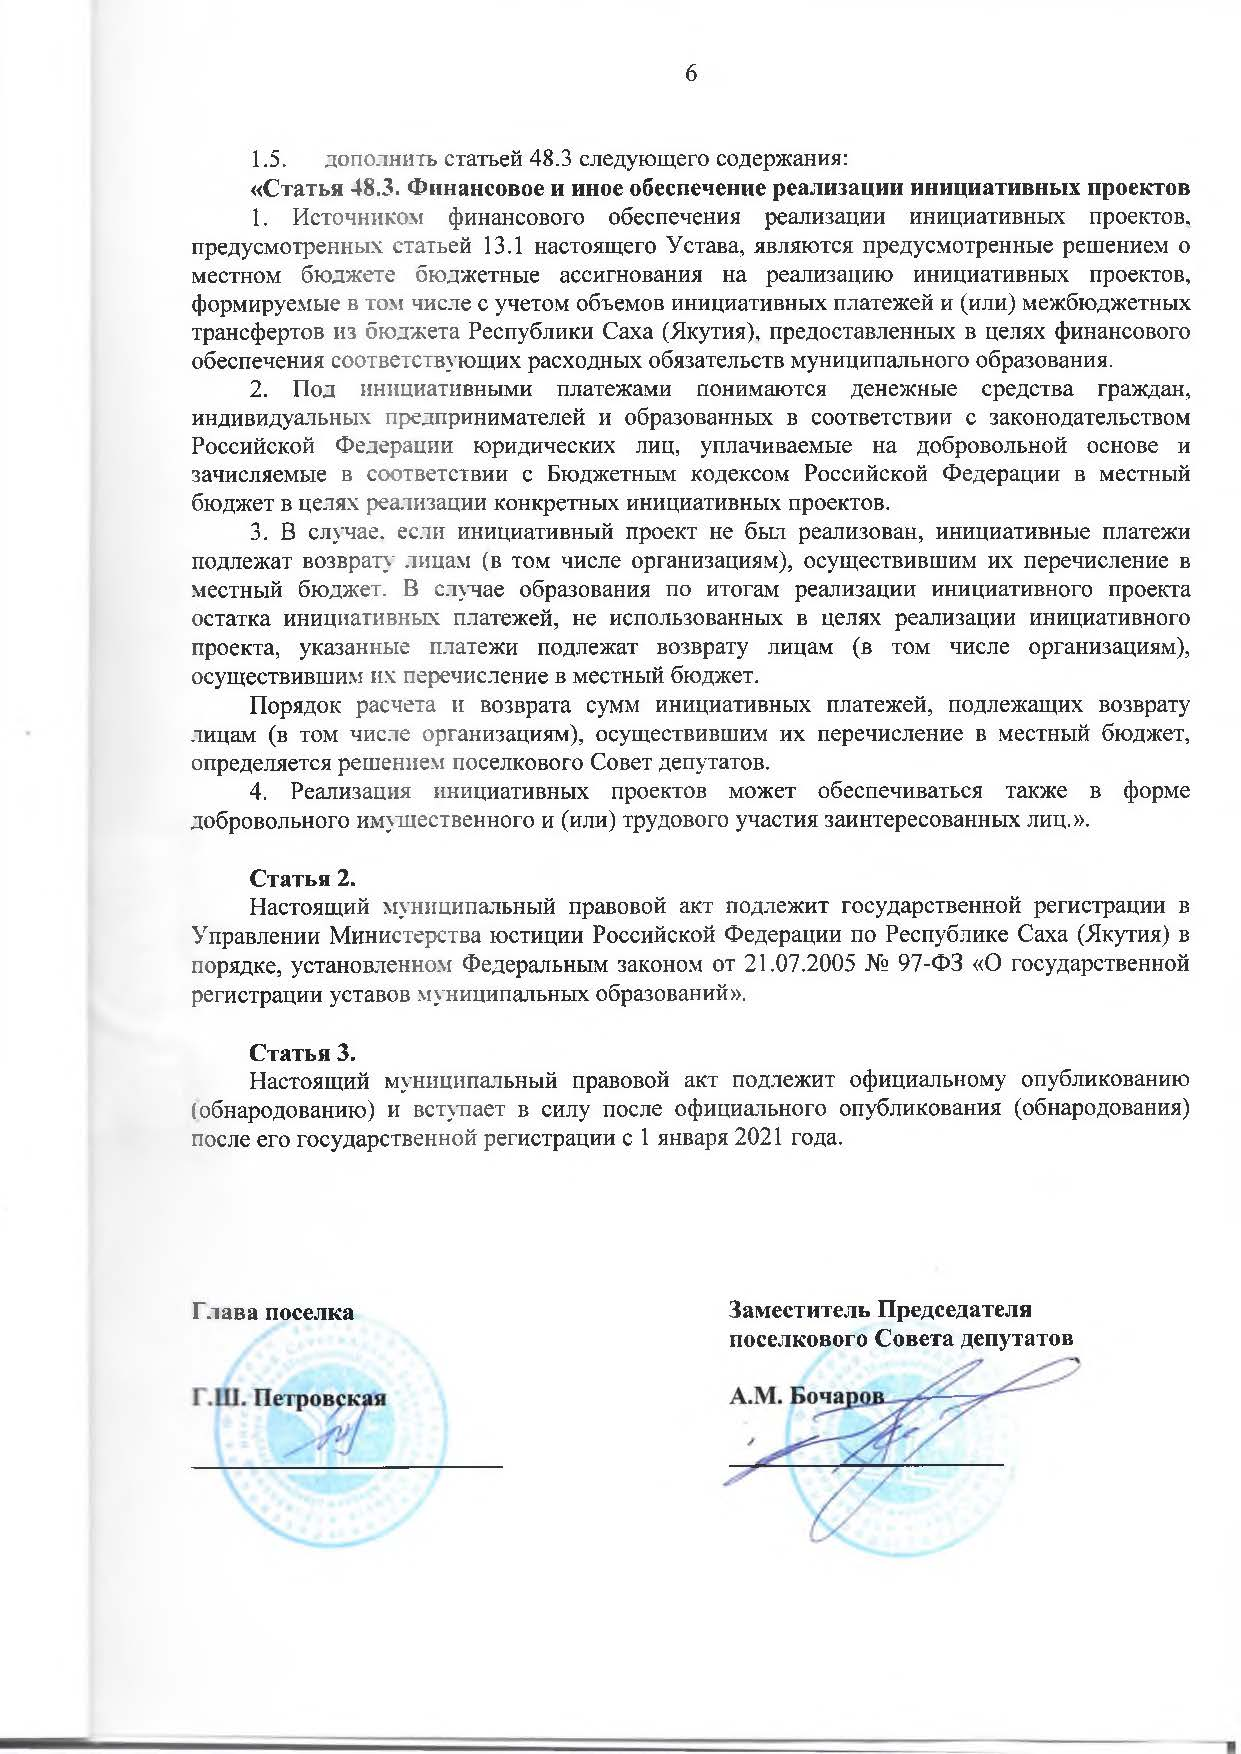 6
1.5. дополнить статьей 48.3 следующего содержания:
«Статья 48.3. Финансовое и иное обеспечение реализации инициативных проектов
1. Источником финансового обеспечения реализации инициативных проектов,
предусмотренных статьей 13.1 настоящего Устава, являются предусмотренные решением о
местном бюджете бюджетные ассигнования на реализацию инициативных проектов,
формируемые в том числе с учетом объемов инициативных платежей и (или) межбюджетных
трансфертов из бюджета Республики Саха (Якутия), предоставленных в целях финансового
обеспечения соответствующих расходных обязательств муниципального образования.
2. Под инициативными платежами понимаются денежные средства граждан,
индивидуальных предпринимателей и образованных в соответствии с законодательством
Российской Федерации юридических лиц, уплачиваемые на добровольной основе и
зачисляемые в соответствии с Бюджетным кодексом Российской Федерации в местный
бюджет в целях реализации конкретных инициативных проектов.
3. В случае, если инициативный проект не был реализован, инициативные платежи
подлежат возврату лицам (в том числе организациям), осуществившим их перечисление в
местный бюджет. В случае образования по итогам реализации инициативного проекта
остатка инициативных платежей, не использованных в целях реализации инициативного
проекта, указанные платежи подлежат возврату лицам (в том числе организациям),
осуществившим их перечисление в местный бюджет.
Порядок расчета и возврата сумм инициативных платежей, подлежащих возврату
лицам (в том числе организациям), осуществившим их перечисление в местный бюджет,
определяется решением поселкового Совет депутатов.
4. Реализация инициативных проектов может обеспечиваться также в форме
добровольного имущественного и (или) трудового участия заинтересованных лиц.».
Статья 2.
Настоящий муниципальный правовой акт подлежит государственной регистрации в
Управлении Министерства юстиции Российской Федерации по Республике Саха (Якутия) в
порядке, установленном Федеральным законом от 21.07.2005 № 97-ФЗ «О государственной
регистрации уставов муниципальных образований».
Статья 3.
Настоящий муниципальный правовой акт подлежит официальному опубликованию
(обнародованию) и вступает в силу после официального опубликования (обнародования)
после его государственной регистрации с 1 января 2021 года.
Глава поселка
Г.Ш. Петровская
Заместитель Председателя
поселкового Совета депутатов
А.М. Бочаров